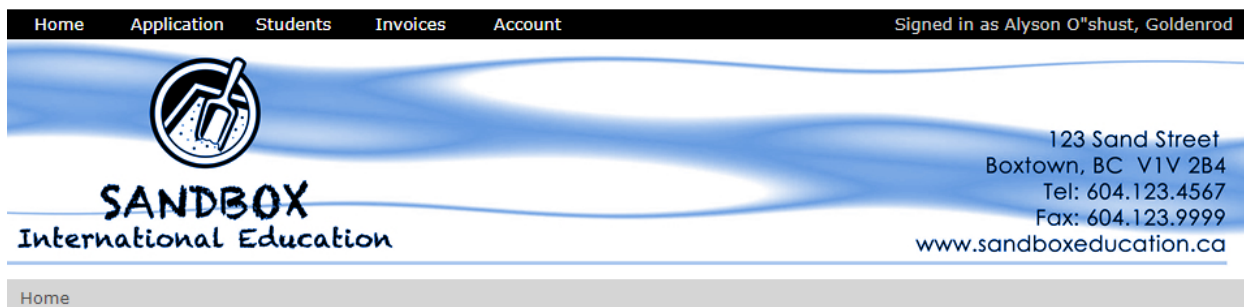 Home Application Students Invoices Account Signed in as Alyson O"shust, Goldenrod
SANDBOX
International Education
123 Sand Street
Boxtown, BC V1V 2B4
Tel: 604.123.4567
Fax: 604.123.9999
www.sandboxeducation.ca
Home